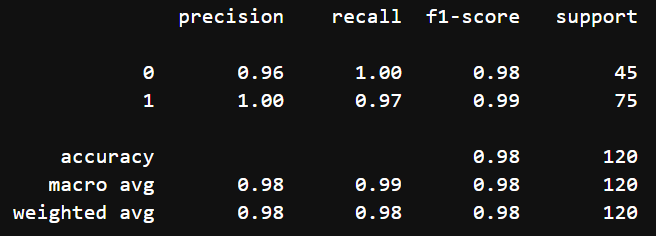 precision recall f1-score support
0 0.96 1.00 0.98 45
1 1.00 0.97 0.99 75
accuracy 0.98 120
macro avg 0.98 0.99 0.98 120
weighted avg 0.98 0.98 0.98 120